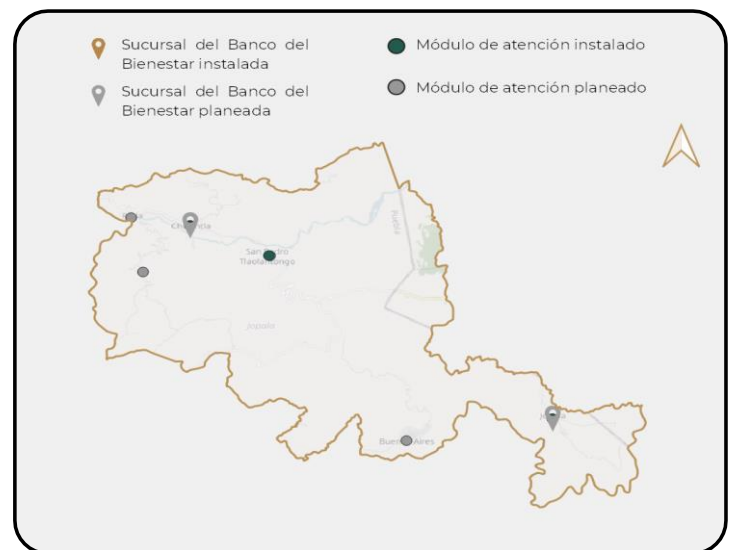 Sucursal del Banco del
Bienestar instalada
Sucursal del Banco del
Bienestar planeada
Módulo de atención instalado
Módulo de atención planeado
Puebla
San Pedro
Tlaolantongo
Jopala
Buenos Aires